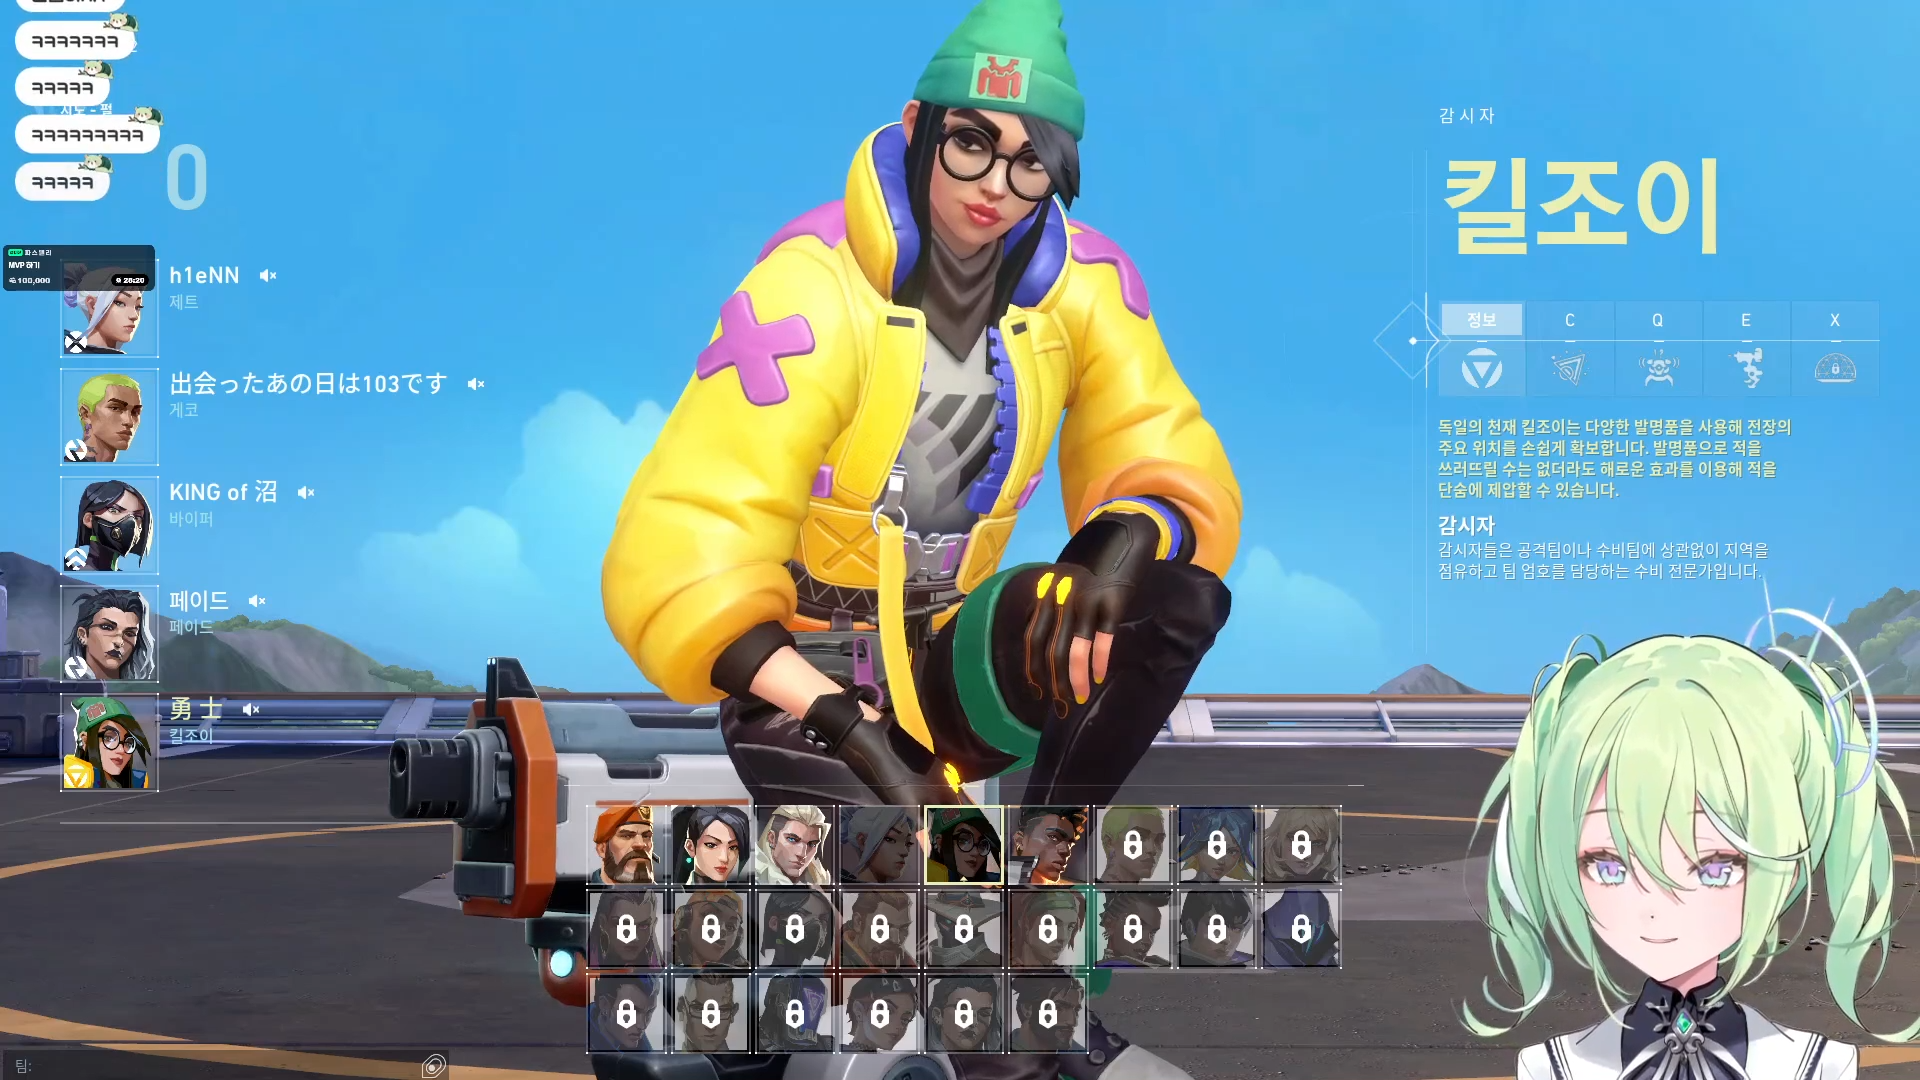 ㅋㅋㅋㅋㅋㅋㅋ
ㅋㅋㅋㅋㅋ
ㅋㅋㅋㅋㅋㅋㅋㅋㅋ
ㅋㅋㅋㅋㅋ
0
MVP 하기
100,000
26:20
h1eNN
제트
出会ったあの日は103です
게코
KING of 沼
바이퍼
페이드
페이드
勇 士
킬조이
팀:
감시자
킬조이
정보 C Q E X
독일의 천재 킬조이는 다양한 발명품을 사용해 전장의
주요 위치를 손쉽게 확보합니다. 발명품으로 적을
쓰러뜨릴 수는 없더라도 해로운 효과를 이용해 적을
단숨에 제압할 수 있습니다.
감시자
감시자들은 공격팀이나 수비팀에 상관없이 지역을
점유하고 팀 엄호를 담당하는 수비 전문가입니다.